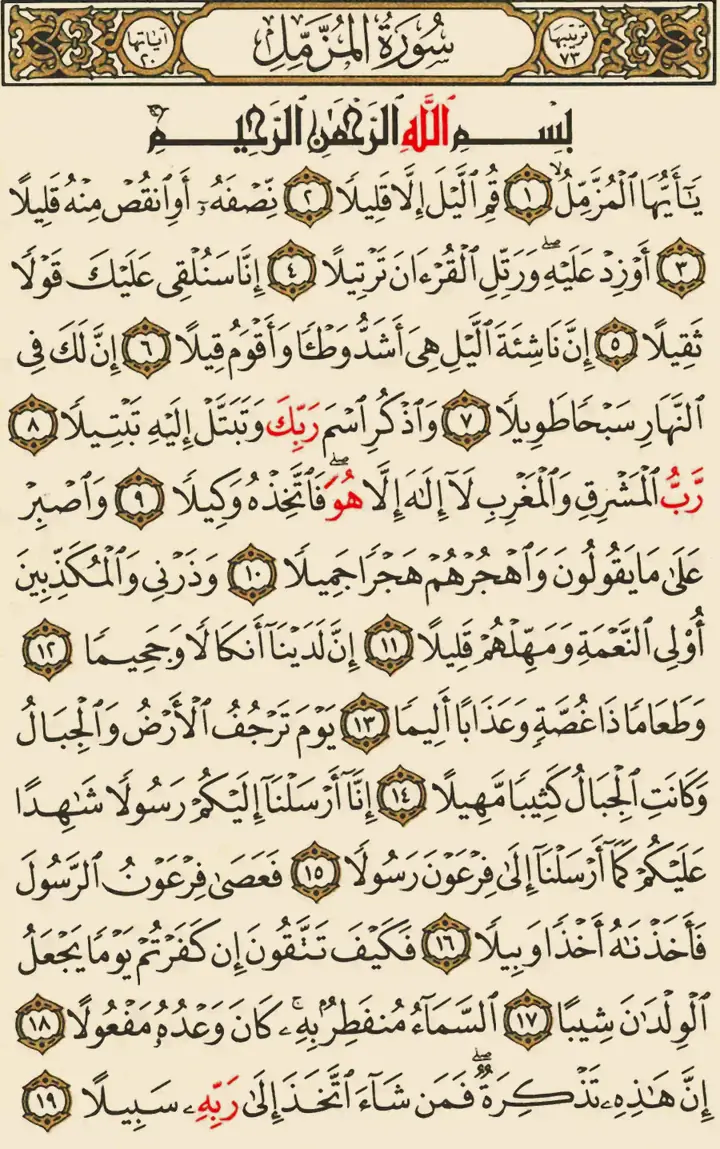 ترتيبها ٧٣ سُورَةُ المُزَّمِّل آياتها ٢٠
بِسْمِ ٱللَّهِ ٱلرَّحْمَٰنِ ٱلرَّحِيمِ
يَـٰٓأَيُّهَا ٱلْمُزَّمِّلُ ١ قُمِ ٱلَّيْلَ إِلَّا قَلِيلًا ٢ نِّصْفَهُۥٓ أَوِ ٱنقُصْ مِنْهُ قَلِيلًا
٣ أَوْ زِدْ عَلَيْهِ ۖ وَرَتِّلِ ٱلْقُرْءَانَ تَرْتِيلًا ٤ إِنَّا سَنُلْقِى عَلَيْكَ قَوْلًا
ثَقِيلًا ٥ إِنَّ نَاشِئَةَ ٱلَّيْلِ هِىَ أَشَدُّ وَطْـًٔا وَأَقْوَمُ قِيلًا ٦ إِنَّ لَكَ فِى
ٱلنَّهَارِ سَبْحًا طَوِيلًا ٧ وَٱذْكُرِ ٱسْمَ رَبِّكَ وَتَبَتَّلْ إِلَيْهِ تَبْتِيلًا ٨
رَّبُّ ٱلْمَشْرِقِ وَٱلْمَغْرِبِ لَآ إِلَـٰهَ إِلَّا هُوَ ۖ فَٱتَّخِذْهُ وَكِيلًا ٩ وَٱصْبِرْ
عَلَىٰ مَا يَقُولُونَ وَٱهْجُرْهُمْ هَجْرًا جَمِيلًا ١٠ وَذَرْنِى وَٱلْمُكَذِّبِينَ
أُو۟لِى ٱلنَّعْمَةِ وَمَهِّلْهُمْ قَلِيلًا ١١ إِنَّ لَدَيْنَآ أَنكَالًا وَجَحِيمًا ١٢
وَطَعَامًا ذَا غُصَّةٍ وَعَذَابًا أَلِيمًا ١٣ يَوْمَ تَرْجُفُ ٱلْأَرْضُ وَٱلْجِبَالُ
وَكَانَتِ ٱلْجِبَالُ كَثِيبًا مَّهِيلًا ١٤ إِنَّآ أَرْسَلْنَآ إِلَيْكُمْ رَسُولًا شَـٰهِدًا
عَلَيْكُمْ كَمَآ أَرْسَلْنَآ إِلَىٰ فِرْعَوْنَ رَسُولًا ١٥ فَعَصَىٰ فِرْعَوْنُ ٱلرَّسُولَ
فَأَخَذْنَـٰهُ أَخْذًا وَبِيلًا ١٦ فَكَيْفَ تَتَّقُونَ إِن كَفَرْتُمْ يَوْمًا يَجْعَلُ
ٱلْوِلْدَٰنَ شِيبًا ١٧ ٱلسَّمَآءُ مُنفَطِرٌۢ بِهِۦ ۚ كَانَ وَعْدُهُۥ مَفْعُولًا ١٨
إِنَّ هَـٰذِهِۦ تَذْكِرَةٌ ۖ فَمَن شَآءَ ٱتَّخَذَ إِلَىٰ رَبِّهِۦ سَبِيلًا ١٩